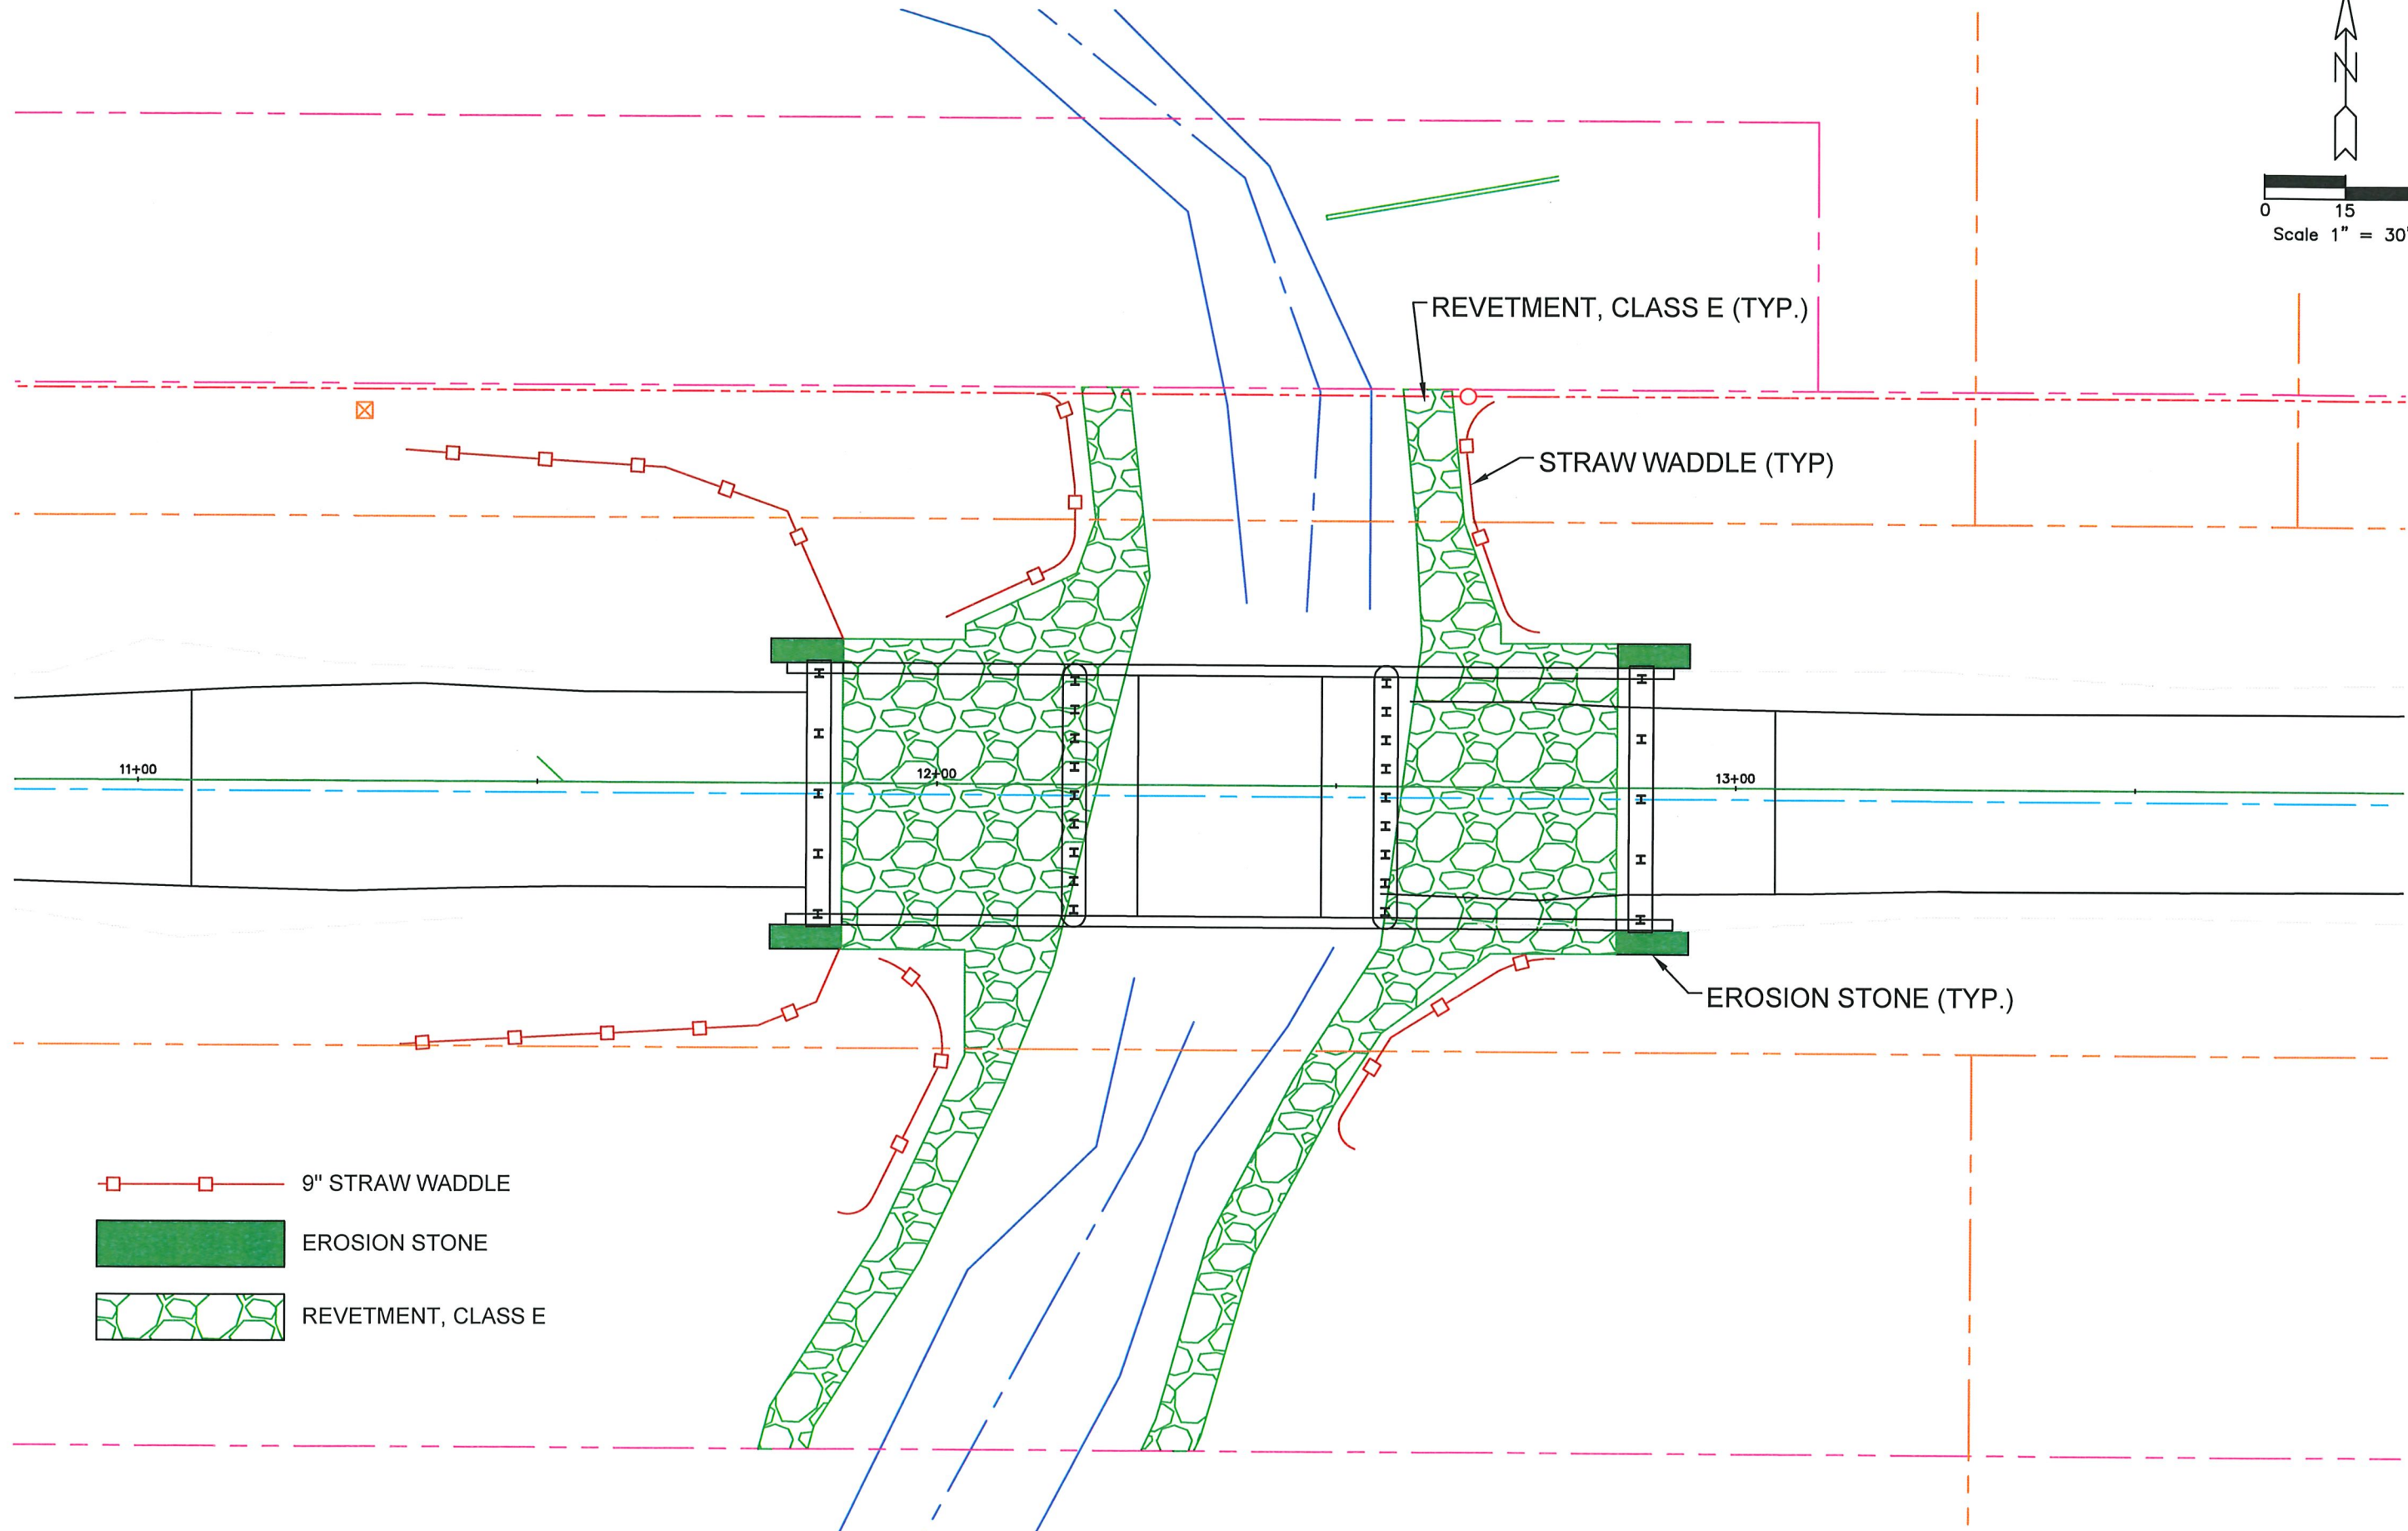 N
0 15
Scale 1" = 30'
REVETMENT, CLASS E (TYP.)
STRAW WADDLE (TYP)
11+00
12+00
13+00
EROSION STONE (TYP.)
9" STRAW WADDLE
EROSION STONE
REVETMENT, CLASS E